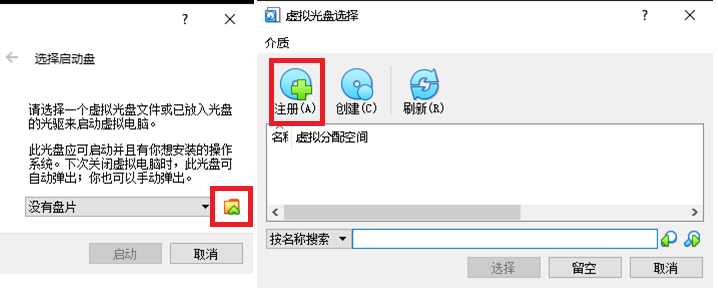 ?
选择启动盘
请选择一个虚拟光盘文件或已放入光盘
的光驱来启动虚拟电脑。
此光盘应可启动并且有你想安装的操作
系统。下次关闭虚拟电脑时，此光盘可
自动弹出；你也可以手动弹出。
没有盘片
启动 取消
虚拟光盘选择 ?
介质
注册(A) 创建(C) 刷新(R)
名称 虚拟分配空间
按名称搜索
选择 留空 取消